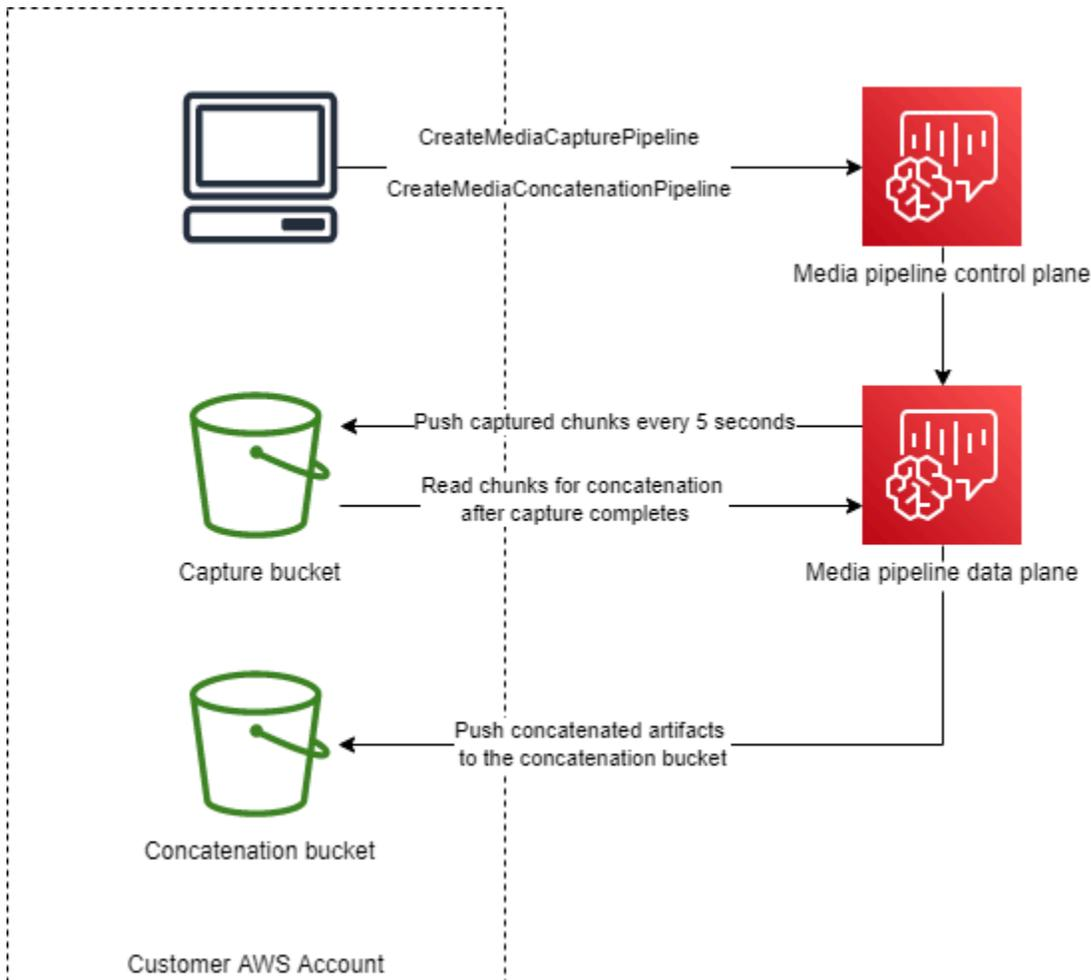 CreateMediaCapturePipeline
CreateMediaConcatenationPipeline
Media pipeline control plane
Push captured chunks every 5 seconds
Read chunks for concatenation
after capture completes
Capture bucket
Media pipeline data plane
Push concatenated artifacts
to the concatenation bucket
Concatenation bucket
Customer AWS Account